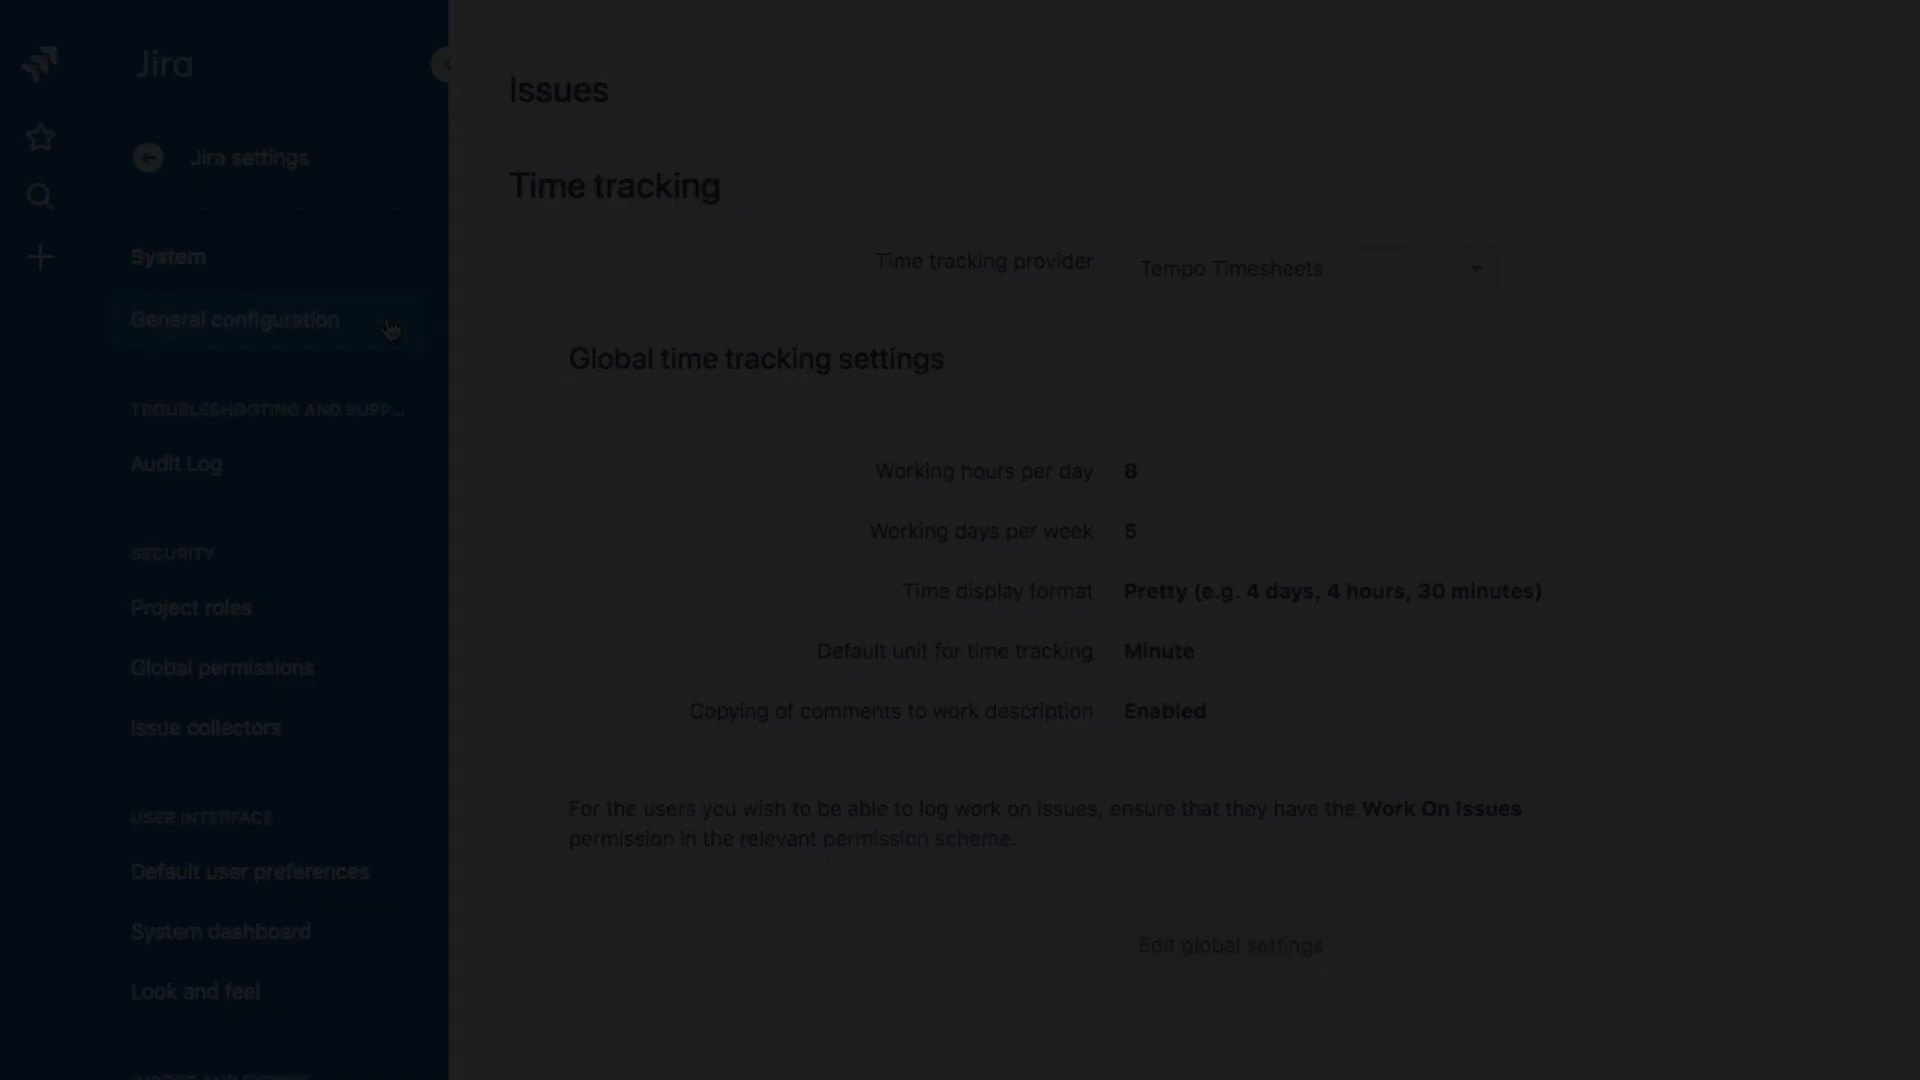 Jira
Jira settings
System
General configuration
TROUBLESHOOTING AND SUPP...
Audit Log
SECURITY
Project roles
Global permissions
Issue collectors
USER INTERFACE
Default user preferences
System dashboard
Look and feel
Issues
Time tracking
Time tracking provider Tempo Timesheets
Global time tracking settings
Working hours per day 8
Working days per week 5
Time display format Pretty (e.g. 4 days, 4 hours, 30 minutes)
Default unit for time tracking Minute
Copying of comments to work description Enabled
For the users you wish to be able to log work on issues, ensure that they have the Work On Issues
permission in the relevant permission scheme.
Edit global settings